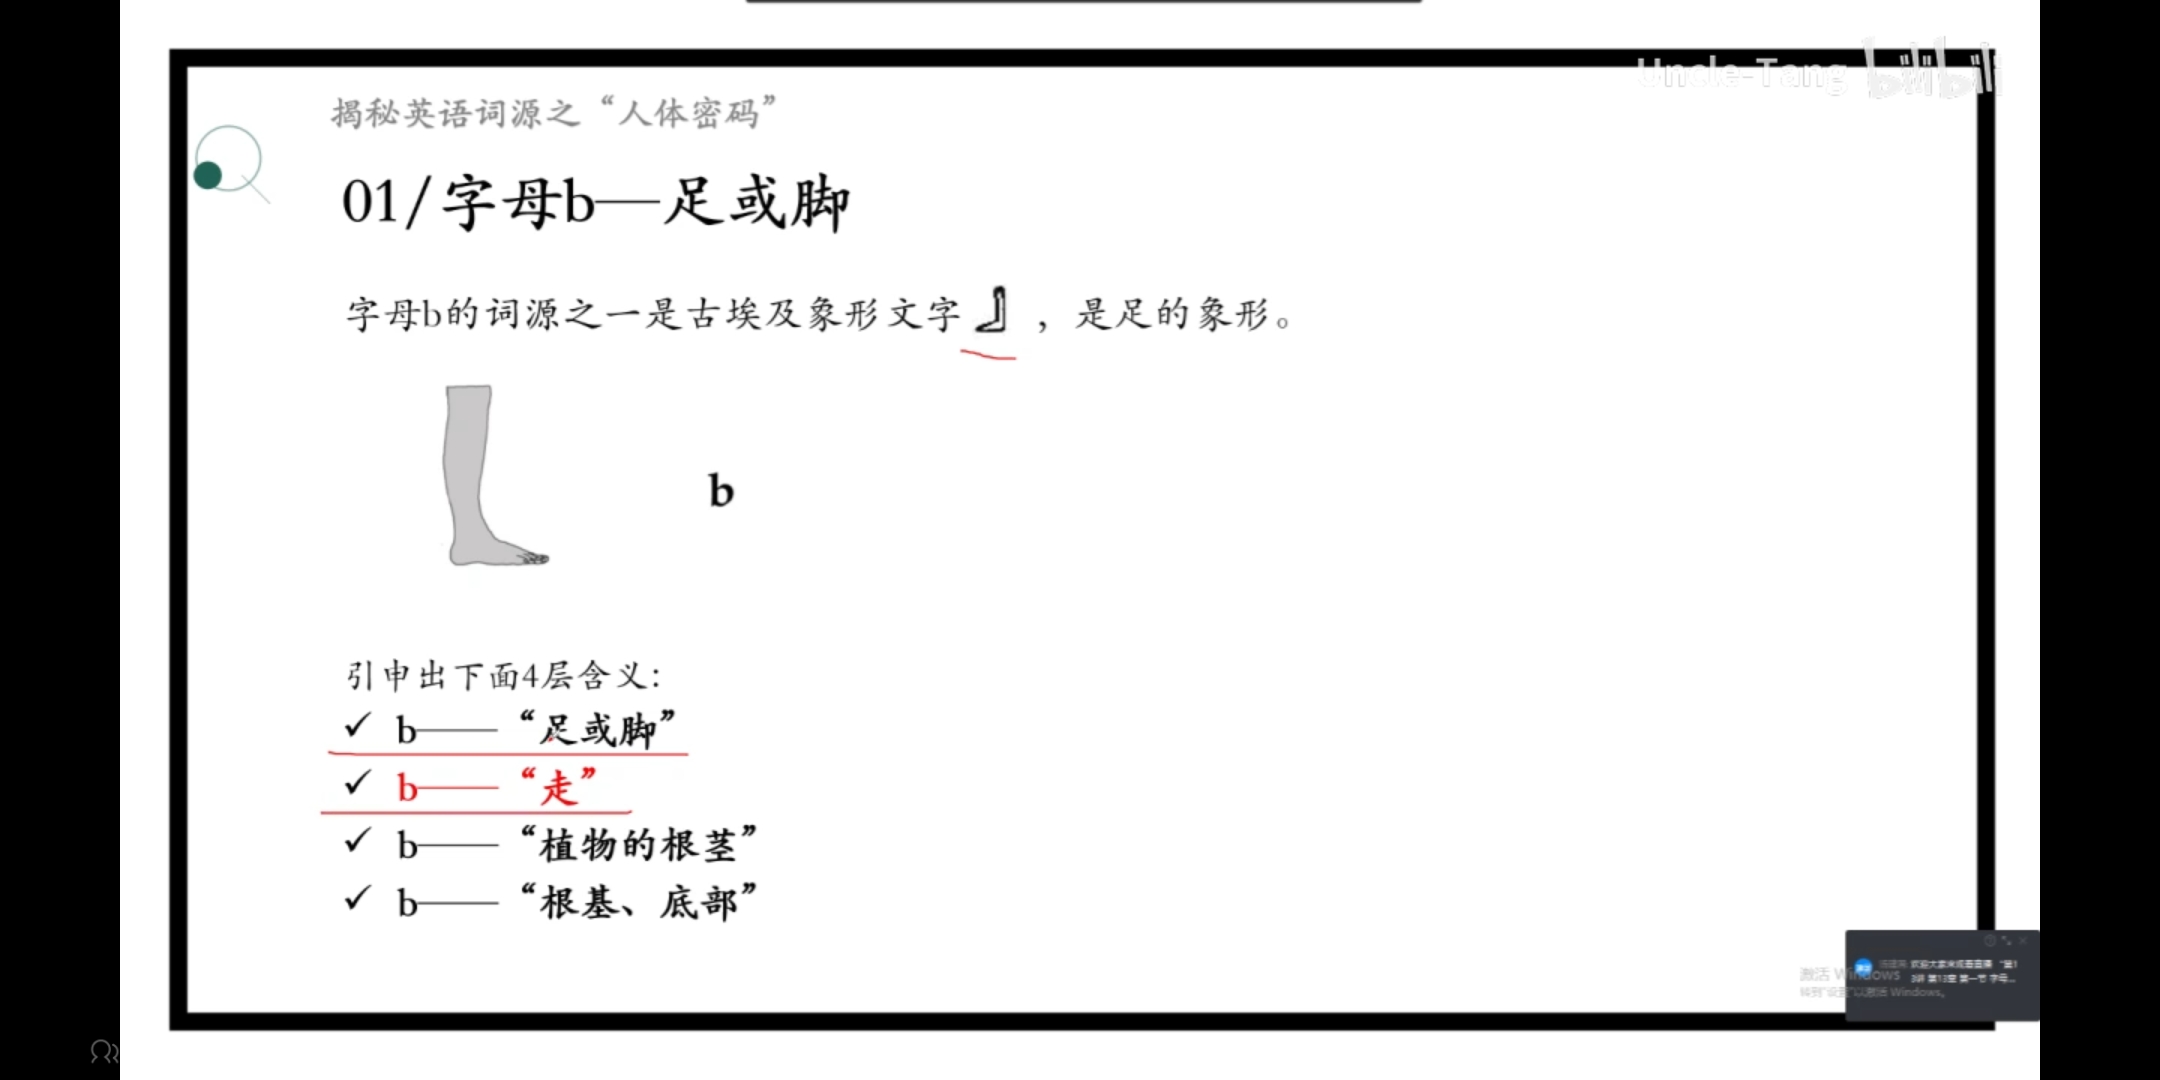 Uncle-Tang bilibili
揭秘英语词源之“人体密码”
01/字母b—足或脚
字母b的词源之一是古埃及象形文字 ，是足的象形。
b
引申出下面4层含义:
✓ b——“足或脚”
✓ b——“走”
✓ b——“植物的根茎”
✓ b——“根基、底部”
激活 Windows
转到“设置”以激活 Windows。